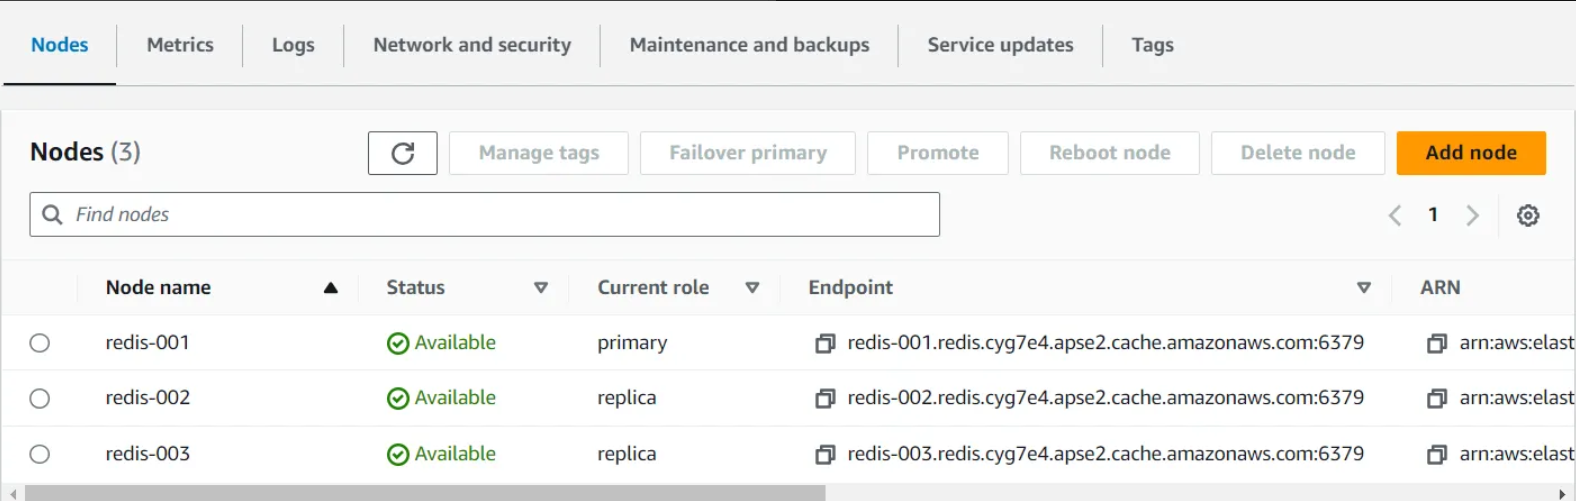 Nodes Metrics Logs Network and security Maintenance and backups Service updates Tags
Nodes (3) Manage tags Failover primary Promote Reboot node Delete node Add node
Find nodes 1
Node name Status Current role Endpoint ARN
redis-001 Available primary redis-001.redis.cyg7e4.apse2.cache.amazonaws.com:6379 arn:aws:elast
redis-002 Available replica redis-002.redis.cyg7e4.apse2.cache.amazonaws.com:6379 arn:aws:elast
redis-003 Available replica redis-003.redis.cyg7e4.apse2.cache.amazonaws.com:6379 arn:aws:elast